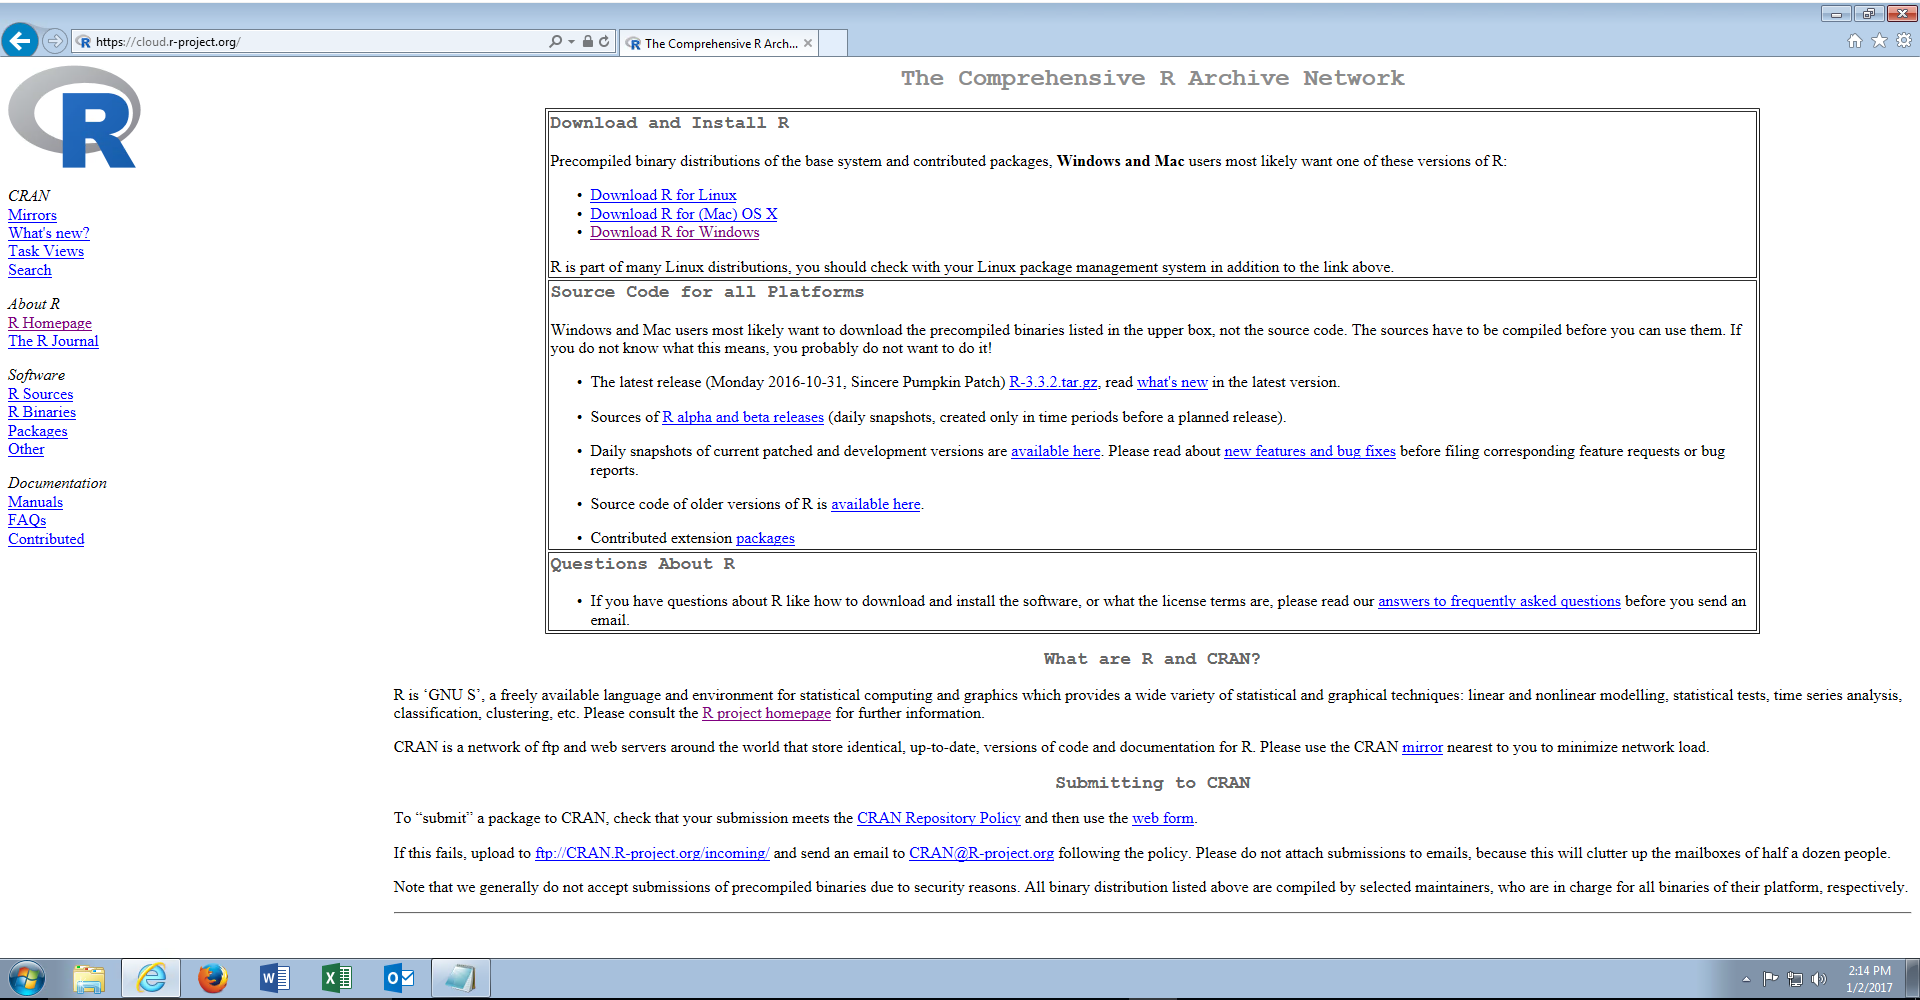 https://cloud.r-project.org/
The Comprehensive R Arch...
R
CRAN
Mirrors
What's new?
Task Views
Search
About R
R Homepage
The R Journal
Software
R Sources
R Binaries
Packages
Other
Documentation
Manuals
FAQs
Contributed
The Comprehensive R Archive Network
Download and Install R
Precompiled binary distributions of the base system and contributed packages, Windows and Mac users most likely want one of these versions of R:
• Download R for Linux
• Download R for (Mac) OS X
• Download R for Windows
R is part of many Linux distributions, you should check with your Linux package management system in addition to the link above.
Source Code for all Platforms
Windows and Mac users most likely want to download the precompiled binaries listed in the upper box, not the source code. The sources have to be compiled before you can use them. If
you do not know what this means, you probably do not want to do it!
• The latest release (Monday 2016-10-31, Sincere Pumpkin Patch) R-3.3.2.tar.gz, read what's new in the latest version.
• Sources of R alpha and beta releases (daily snapshots, created only in time periods before a planned release).
• Daily snapshots of current patched and development versions are available here. Please read about new features and bug fixes before filing corresponding feature requests or bug
reports.
• Source code of older versions of R is available here.
• Contributed extension packages
Questions About R
• If you have questions about R like how to download and install the software, or what the license terms are, please read our answers to frequently asked questions before you send an
email.
What are R and CRAN?
R is ‘GNU S’, a freely available language and environment for statistical computing and graphics which provides a wide variety of statistical and graphical techniques: linear and nonlinear modelling, statistical tests, time series analysis,
classification, clustering, etc. Please consult the R project homepage for further information.
CRAN is a network of ftp and web servers around the world that store identical, up-to-date, versions of code and documentation for R. Please use the CRAN mirror nearest to you to minimize network load.
Submitting to CRAN
To “submit” a package to CRAN, check that your submission meets the CRAN Repository Policy and then use the web form.
If this fails, upload to ftp://CRAN.R-project.org/incoming/ and send an email to CRAN@R-project.org following the policy. Please do not attach submissions to emails, because this will clutter up the mailboxes of half a dozen people.
Note that we generally do not accept submissions of precompiled binaries due to security reasons. All binary distribution listed above are compiled by selected maintainers, who are in charge for all binaries of their platform, respectively.
2:14 PM
1/2/2017